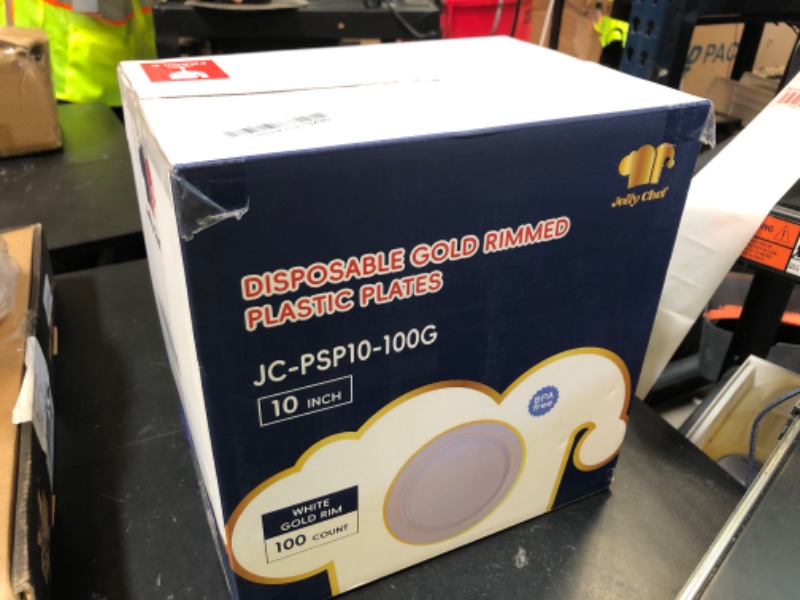 Jolly Chef
DISPOSABLE GOLD RIMMED
PLASTIC PLATES
JC-PSP10-100G
10 INCH
BPA
free
WHITE
GOLD RIM
100 COUNT
PAC